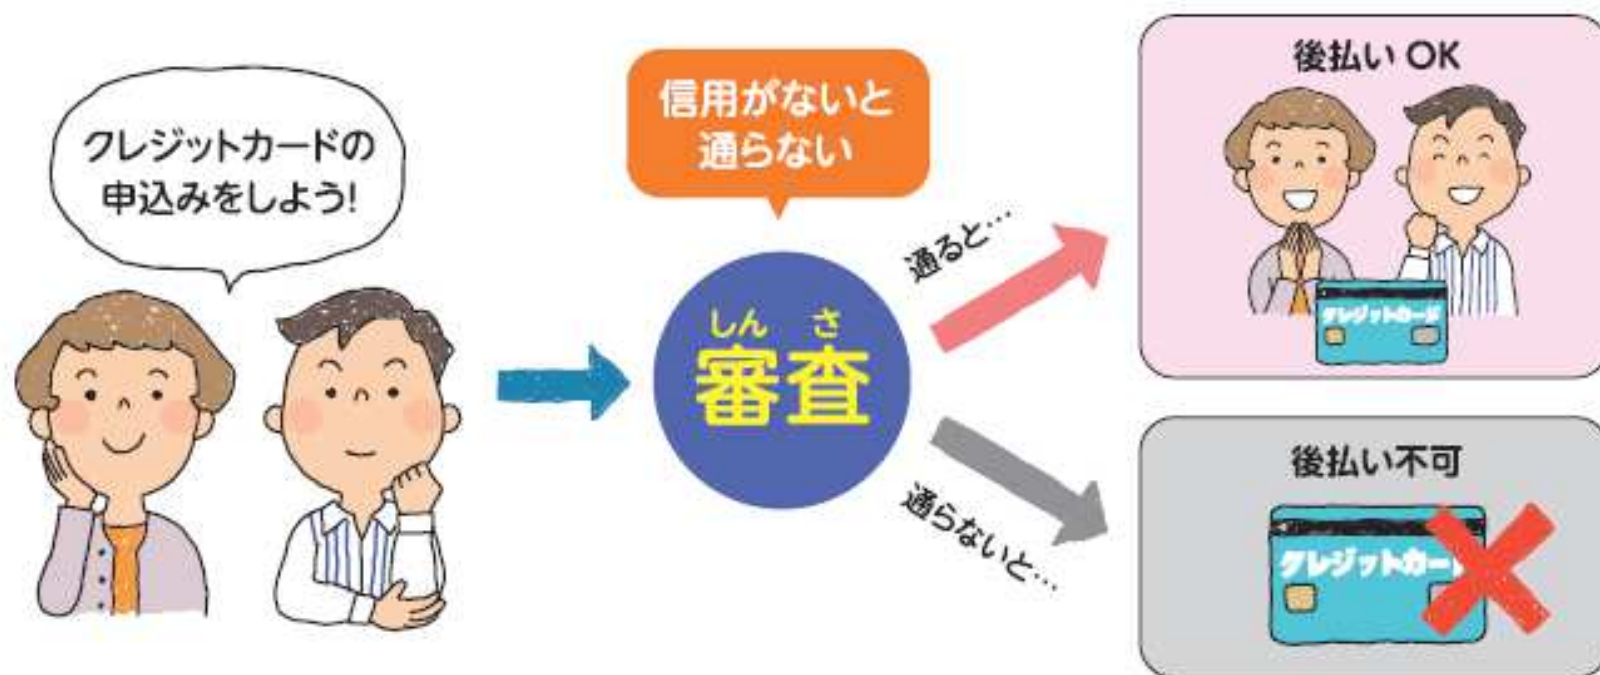 クレジットカードの
申込みをしよう!
信用がないと
通らない
しんさ
審査
通ると…
後払い OK
クレジットカード
通らないと…
後払い不可
クレジットカー